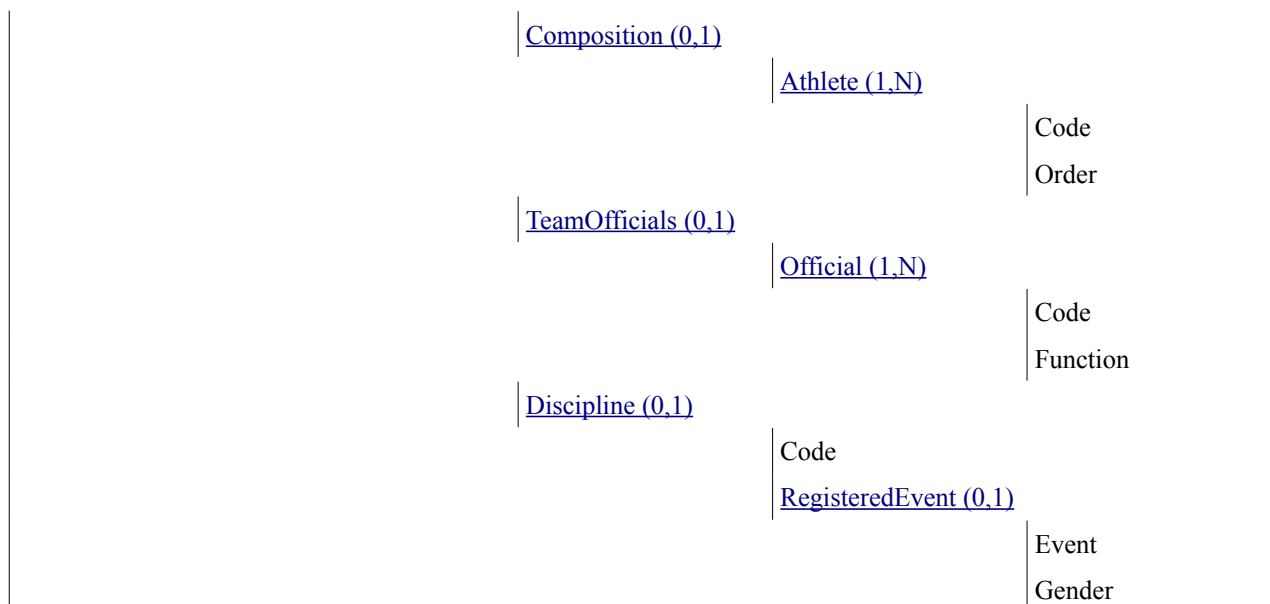 Composition (0,1)
Athlete (1,N)
Code
Order
TeamOfficials (0,1)
Official (1,N)
Code
Function
Discipline (0,1)
Code
RegisteredEvent (0,1)
Event
Gender